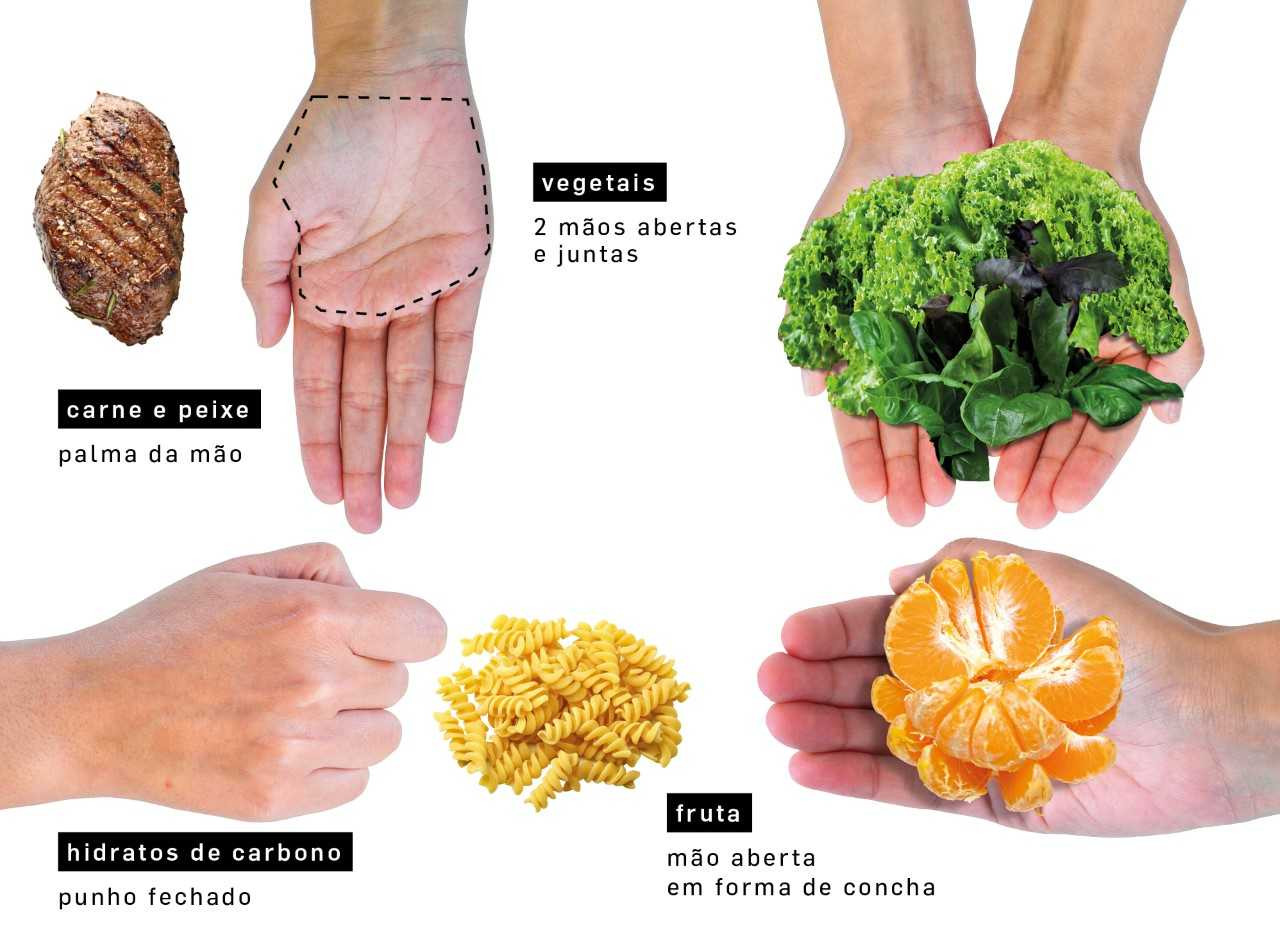 carne e peixe
palma da mão
vegetais
2 mãos abertas
e juntas
hidratos de carbono
punho fechado
fruta
mão aberta
em forma de concha